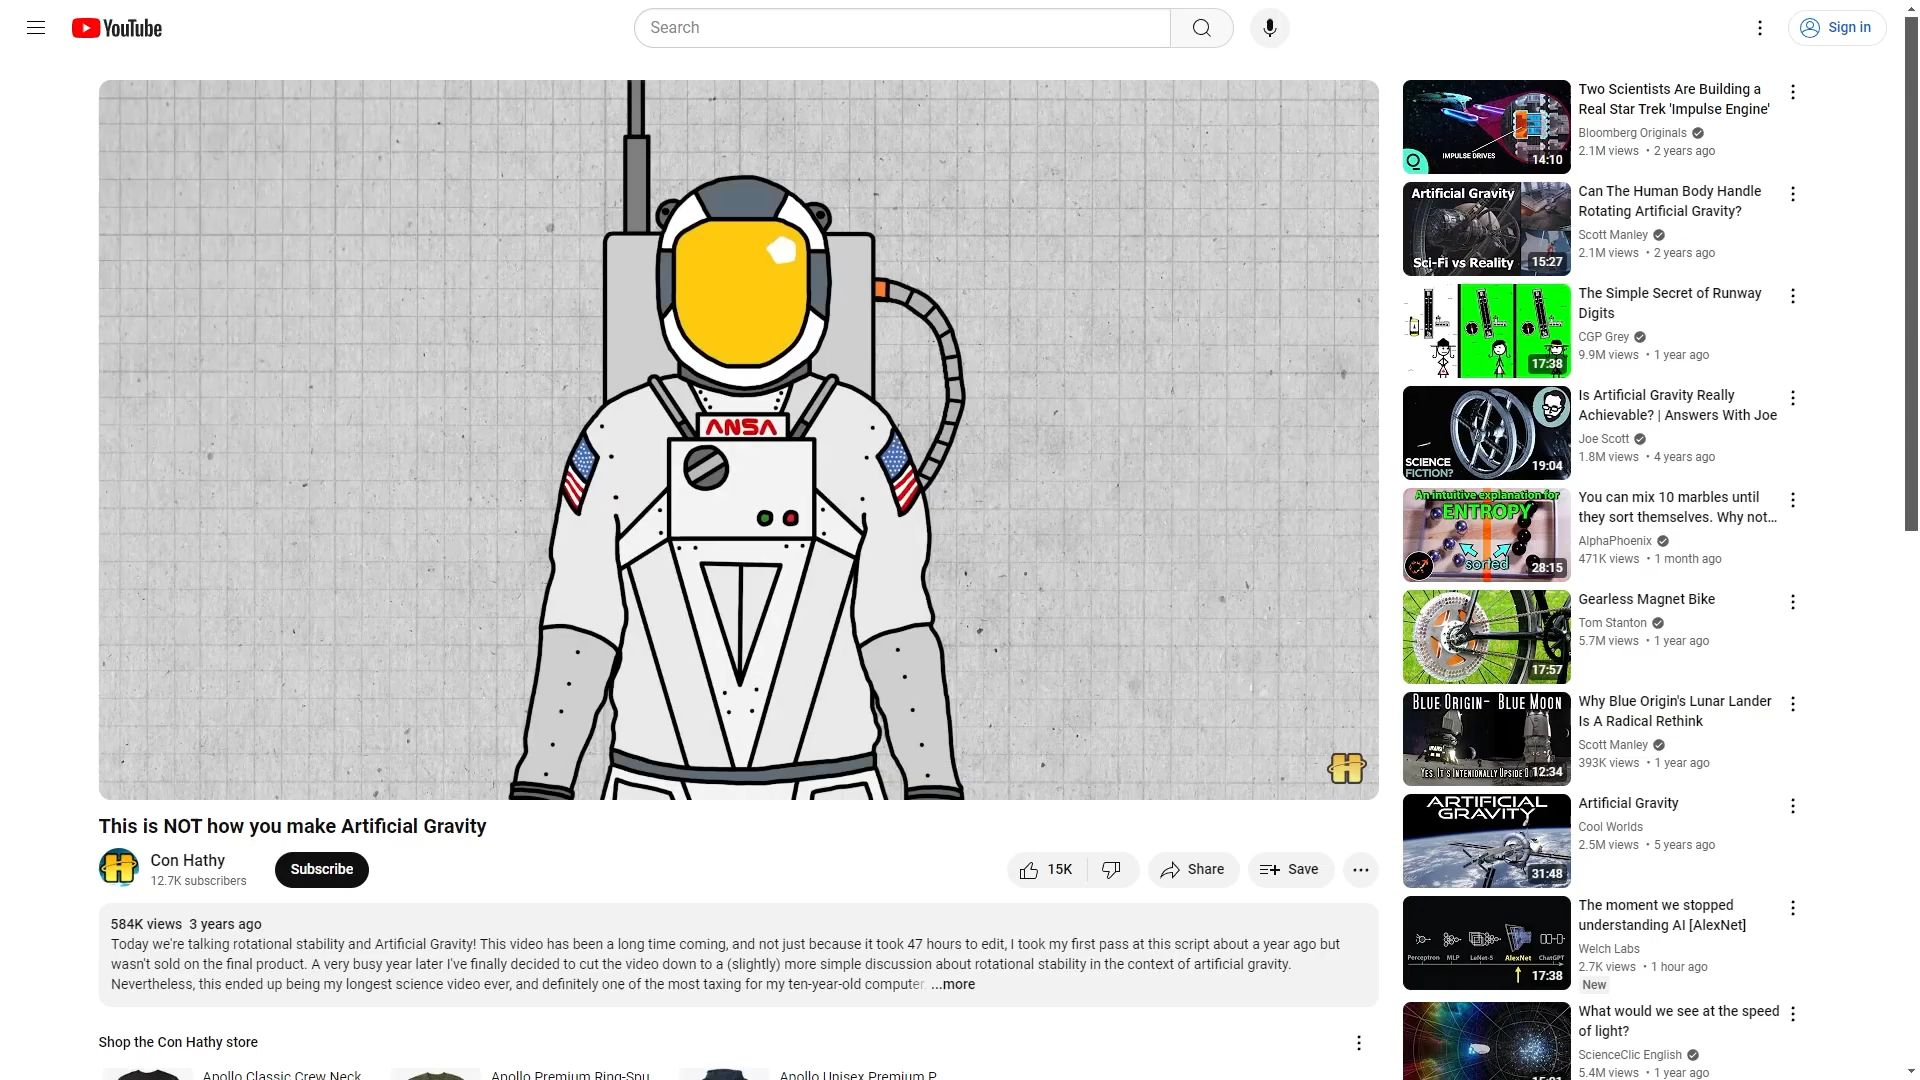 YouTube
Search
Sign in
ANSA
This is NOT how you make Artificial Gravity
Con Hathy
12.7K subscribers
Subscribe
15K
Share
Save
584K views 3 years ago
Today we're talking rotational stability and Artificial Gravity! This video has been a long time coming, and not just because it took 47 hours to edit, I took my first pass at this script about a year ago but
wasn't sold on the final product. A very busy year later I've finally decided to cut the video down to a (slightly) more simple discussion about rotational stability in the context of artificial gravity.
Nevertheless, this ended up being my longest science video ever, and definitely one of the most taxing for my ten-year-old computer ...more
Shop the Con Hathy store
Apollo Classic Crew Neck
Apollo Premium Ring-Spu
Apollo Unisex Premium P
IMPULSE DRIVES
14:10
Two Scientists Are Building a
Real Star Trek 'Impulse Engine'
Bloomberg Originals
2.1M views • 2 years ago
Artificial Gravity
Sci-Fi vs Reality
15:27
Can The Human Body Handle
Rotating Artificial Gravity?
Scott Manley
2.1M views • 2 years ago
17:38
The Simple Secret of Runway
Digits
CGP Grey
9.9M views • 1 year ago
SCIENCE
FICTION?
19:04
Is Artificial Gravity Really
Achievable? | Answers With Joe
Joe Scott
1.8M views • 4 years ago
An intuitive explanation for
ENTROPY
sorted
28:15
You can mix 10 marbles until
they sort themselves. Why not...
AlphaPhoenix
471K views • 1 month ago
17:57
Gearless Magnet Bike
Tom Stanton
5.7M views • 1 year ago
BLUE ORIGIN- BLUE MOON
YES, IT'S INTENIONALLY UPSIDE D
12:34
Why Blue Origin's Lunar Lander
Is A Radical Rethink
Scott Manley
393K views • 1 year ago
ARTIFICIAL
GRAVITY
31:48
Artificial Gravity
Cool Worlds
2.5M views • 5 years ago
Perceptron MLP LeNet-5 AlexNet ChatGPT
17:38
The moment we stopped
understanding AI [AlexNet]
Welch Labs
2.7K views • 1 hour ago
New
What would we see at the speed
of light?
ScienceClic English
5.4M views • 1 year ago